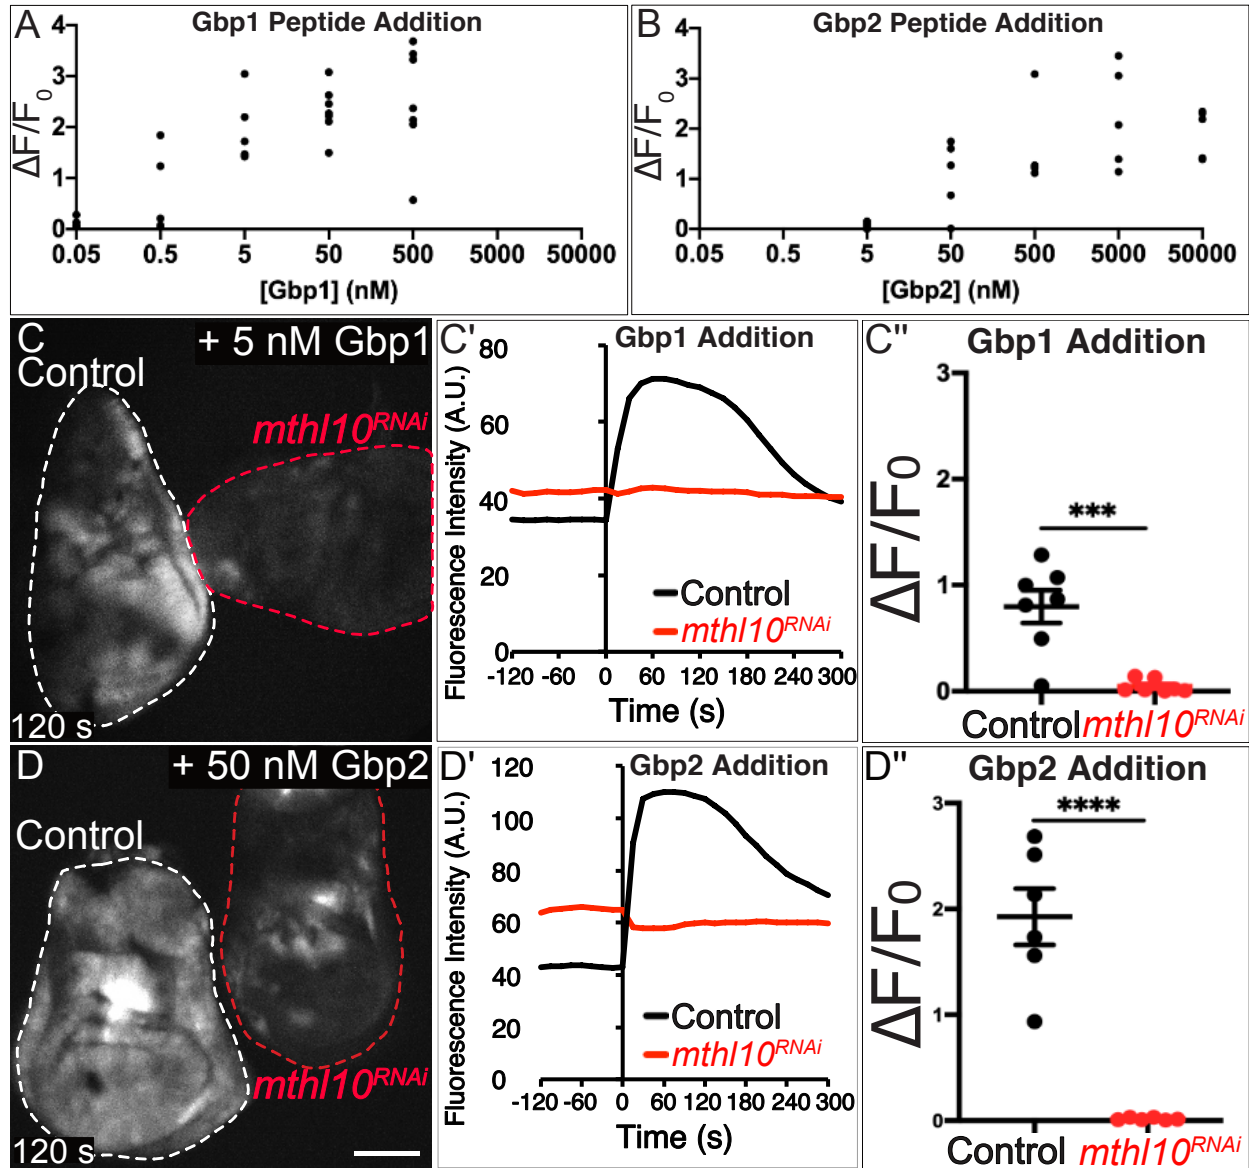 A
Gbp1 Peptide Addition
ΔF/F0
4
3
2
1
0
0.05 0.5 5 50 500 5000 50000
[Gbp1] (nM)
B
Gbp2 Peptide Addition
ΔF/F0
4
3
2
1
0
0.05 0.5 5 50 500 5000 50000
[Gbp2] (nM)
C
+ 5 nM Gbp1
Control
mthl10RNAi
120 s
C'
Gbp1 Addition
Fluorescence Intensity (A.U.)
80
60
40
20
0
Control
mthl10RNAi
-120 -60 0 60 120 180 240 300
Time (s)
C"
Gbp1 Addition
ΔF/F0
3
2
1
0
***
Control mthl10RNAi
D
+ 50 nM Gbp2
Control
mthl10RNAi
120 s
D'
Gbp2 Addition
Fluorescence Intensity (A.U.)
120
100
80
60
40
20
0
Control
mthl10RNAi
-120 -60 0 60 120 180 240 300
Time (s)
D"
Gbp2 Addition
ΔF/F0
3
2
1
0
****
Control mthl10RNAi